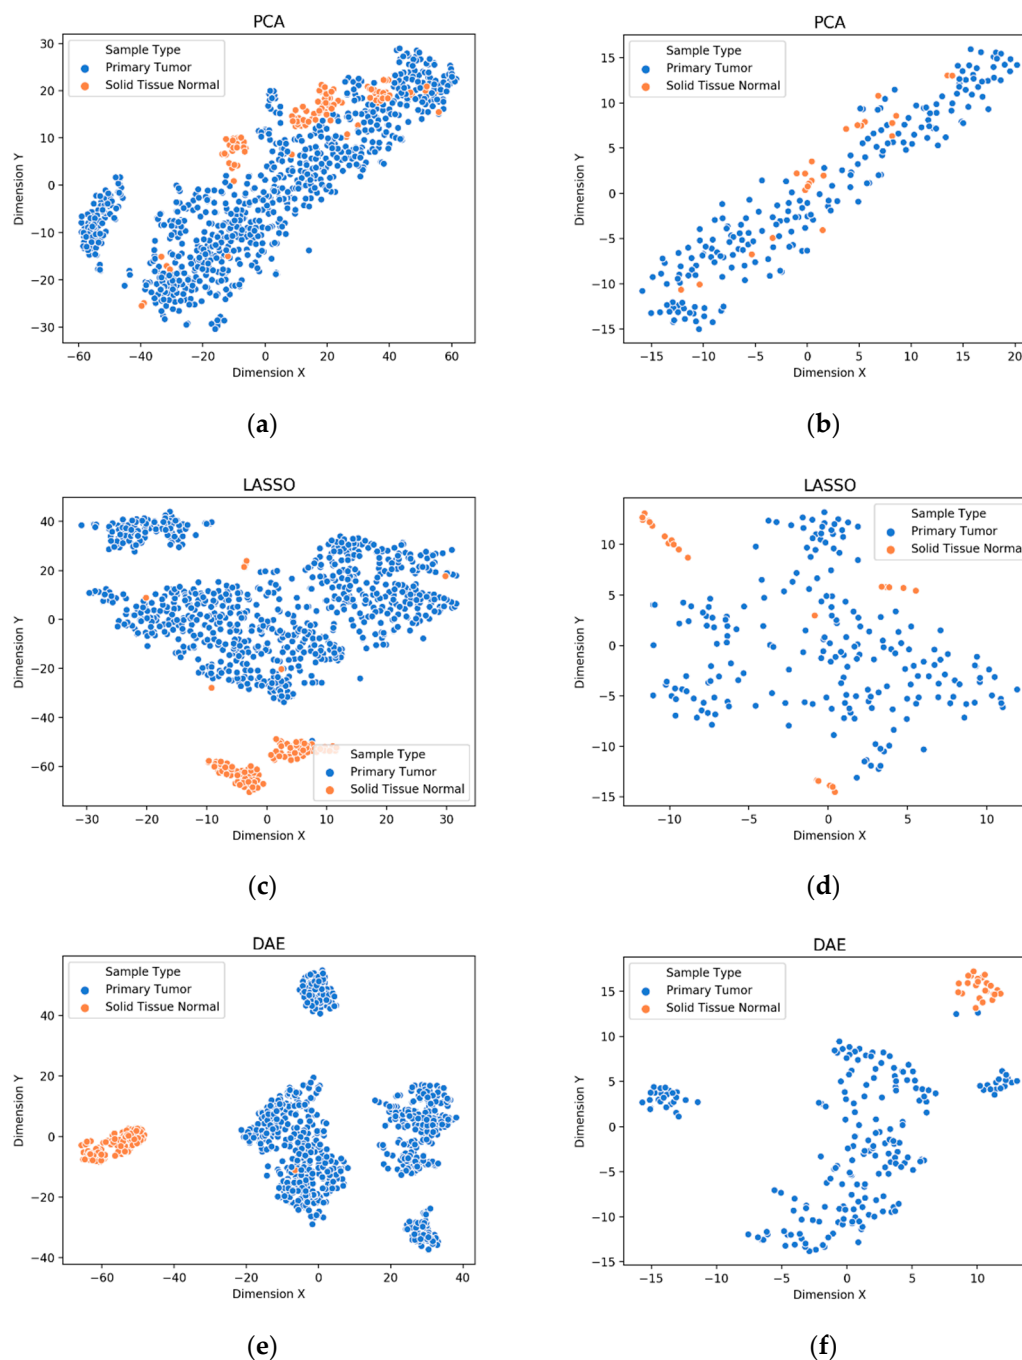 PCA
Sample Type
Primary Tumor
Solid Tissue Normal
Dimension Y
30
20
10
0
−10
−20
−30
−60
−40
−20
0
20
40
60
Dimension X
(a)
PCA
Sample Type
Primary Tumor
Solid Tissue Normal
Dimension Y
15
10
5
0
−5
−10
−15
−15
−10
−5
0
5
10
15
20
Dimension X
(b)
LASSO
Sample Type
Primary Tumor
Solid Tissue Normal
Dimension Y
40
20
0
−20
−40
−60
−30
−20
−10
0
10
20
30
Dimension X
(c)
LASSO
Sample Type
Primary Tumor
Solid Tissue Normal
Dimension Y
10
5
0
−5
−10
−15
−10
−5
0
5
10
Dimension X
(d)
DAE
Sample Type
Primary Tumor
Solid Tissue Normal
Dimension Y
40
20
0
−20
−40
−60
−40
−20
0
20
40
Dimension X
(e)
DAE
Sample Type
Primary Tumor
Solid Tissue Normal
Dimension Y
15
10
5
0
−5
−10
−15
−15
−10
−5
0
5
10
Dimension X
(f)